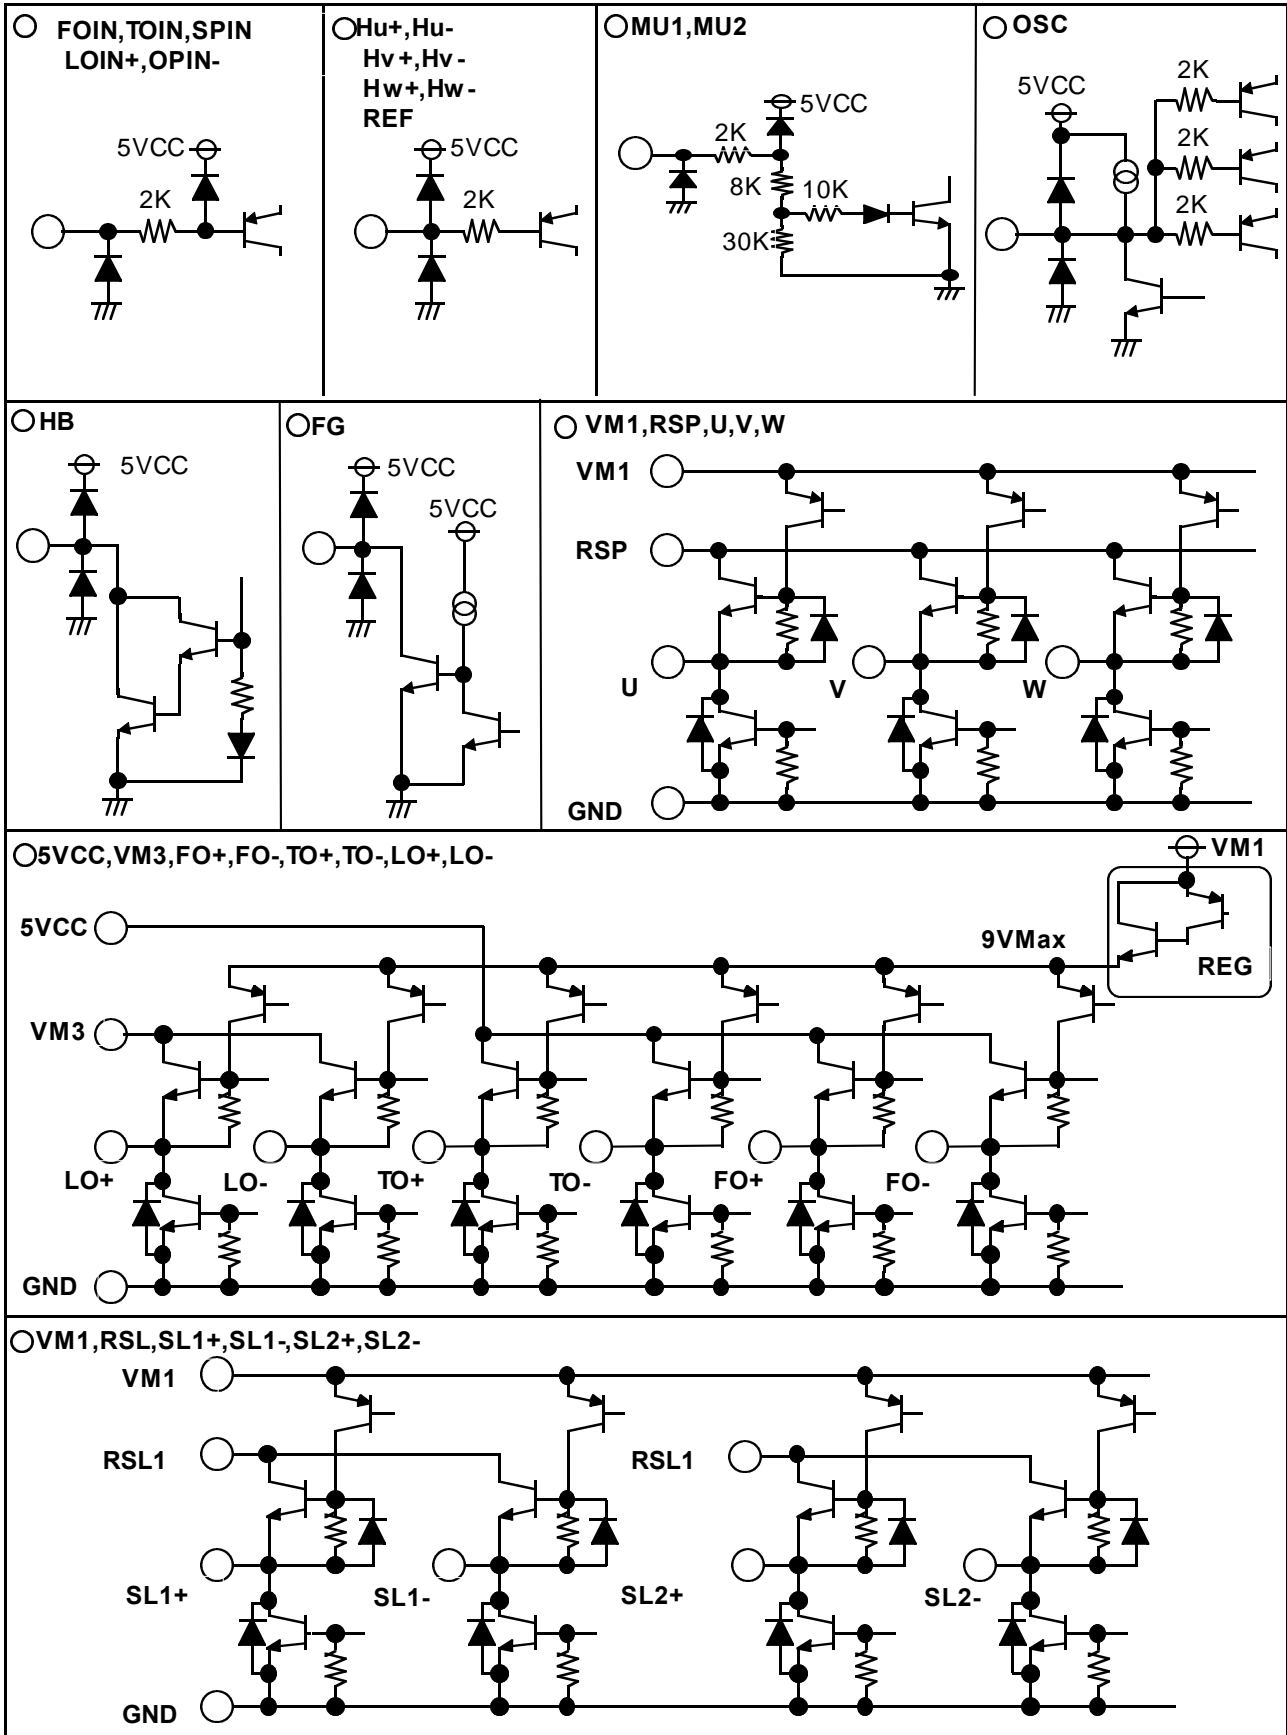 FOIN,TOIN,SPIN
LOIN+,OPIN-
5VCC
2K
Hu+,Hu-
Hv+,Hv-
Hw+,Hw-
REF
5VCC
2K
MU1,MU2
5VCC
2K
8K
10K
30K
OSC
5VCC
2K
2K
2K
HB
5VCC
FG
5VCC
5VCC
VM1,RSP,U,V,W
VM1
RSP
U
V
W
GND
5VCC,VM3,FO+,FO-,TO+,TO-,LO+,LO-
VM1
5VCC
9VMax
REG
VM3
LO+
LO-
TO+
TO-
FO+
FO-
GND
VM1,RSL,SL1+,SL1-,SL2+,SL2-
VM1
RSL1
RSL1
SL1+
SL1-
SL2+
SL2-
GND